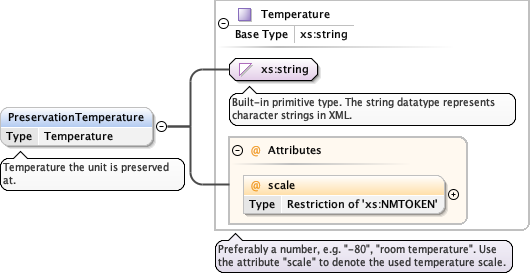 Temperature
Base Type xs:string
xs:string
Built-in primitive type. The string datatype represents
character strings in XML.
PreservationTemperature
Type Temperature
Temperature the unit is preserved
at.
@ Attributes
@ scale
Type Restriction of 'xs:NMTOKEN'
Preferably a number, e.g. "-80", "room temperature". Use
the attribute "scale" to denote the used temperature scale.